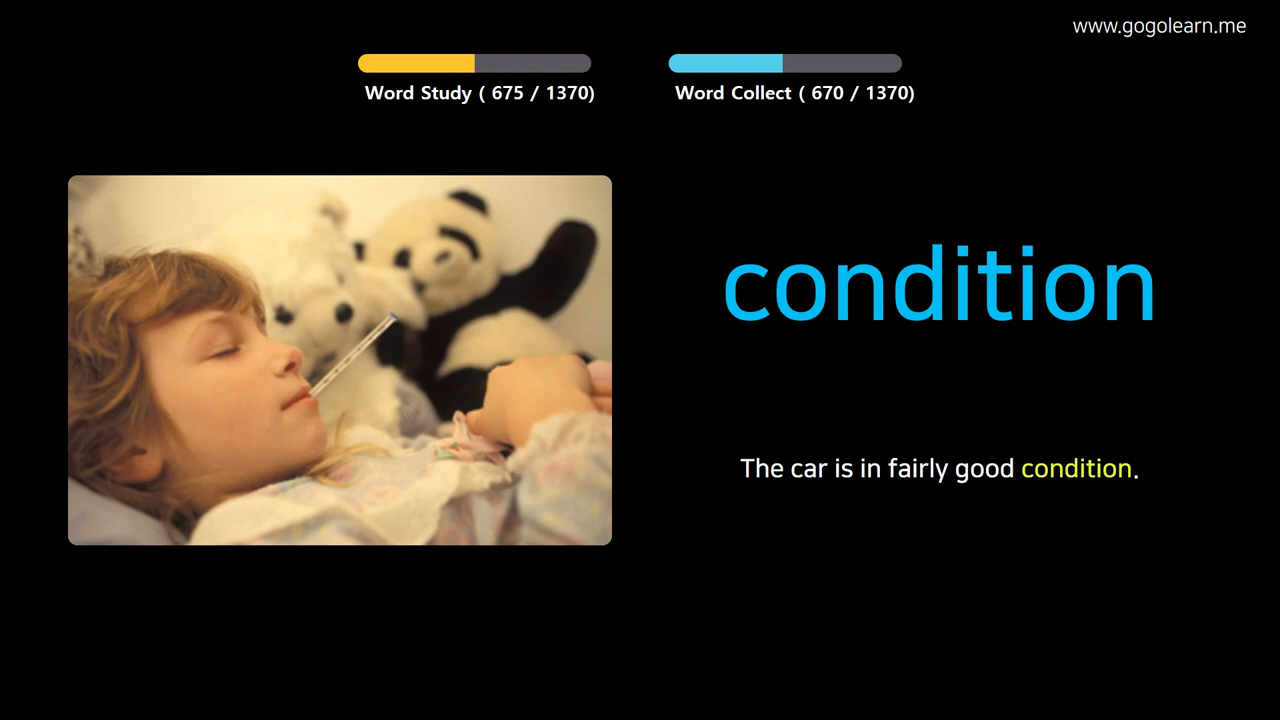 www.gogolearn.me
Word Study ( 675 / 1370)
Word Collect ( 670 / 1370)
condition
The car is in fairly good condition.